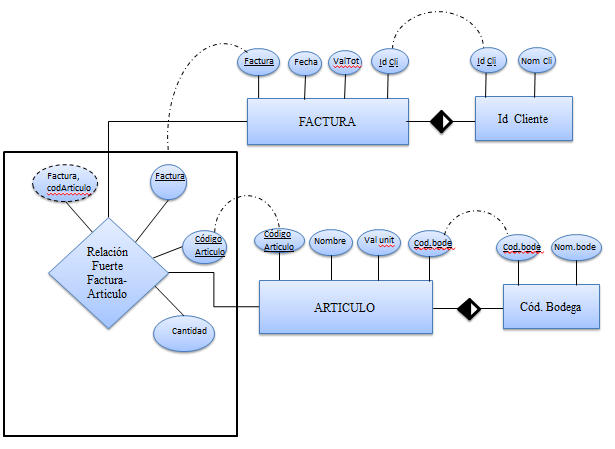 Factura
Fecha
ValTot
Id Cli
Id Cli
Nom Cli
FACTURA
Id Cliente
Factura,
codArticulo
Factura
Código
Articulo
Relación
Fuerte
Factura-
Articulo
Cantidad
Código
Articulo
Nombre
Val unit
Cod.bode
Cod.bode
Nom.bode
ARTICULO
Cód. Bodega